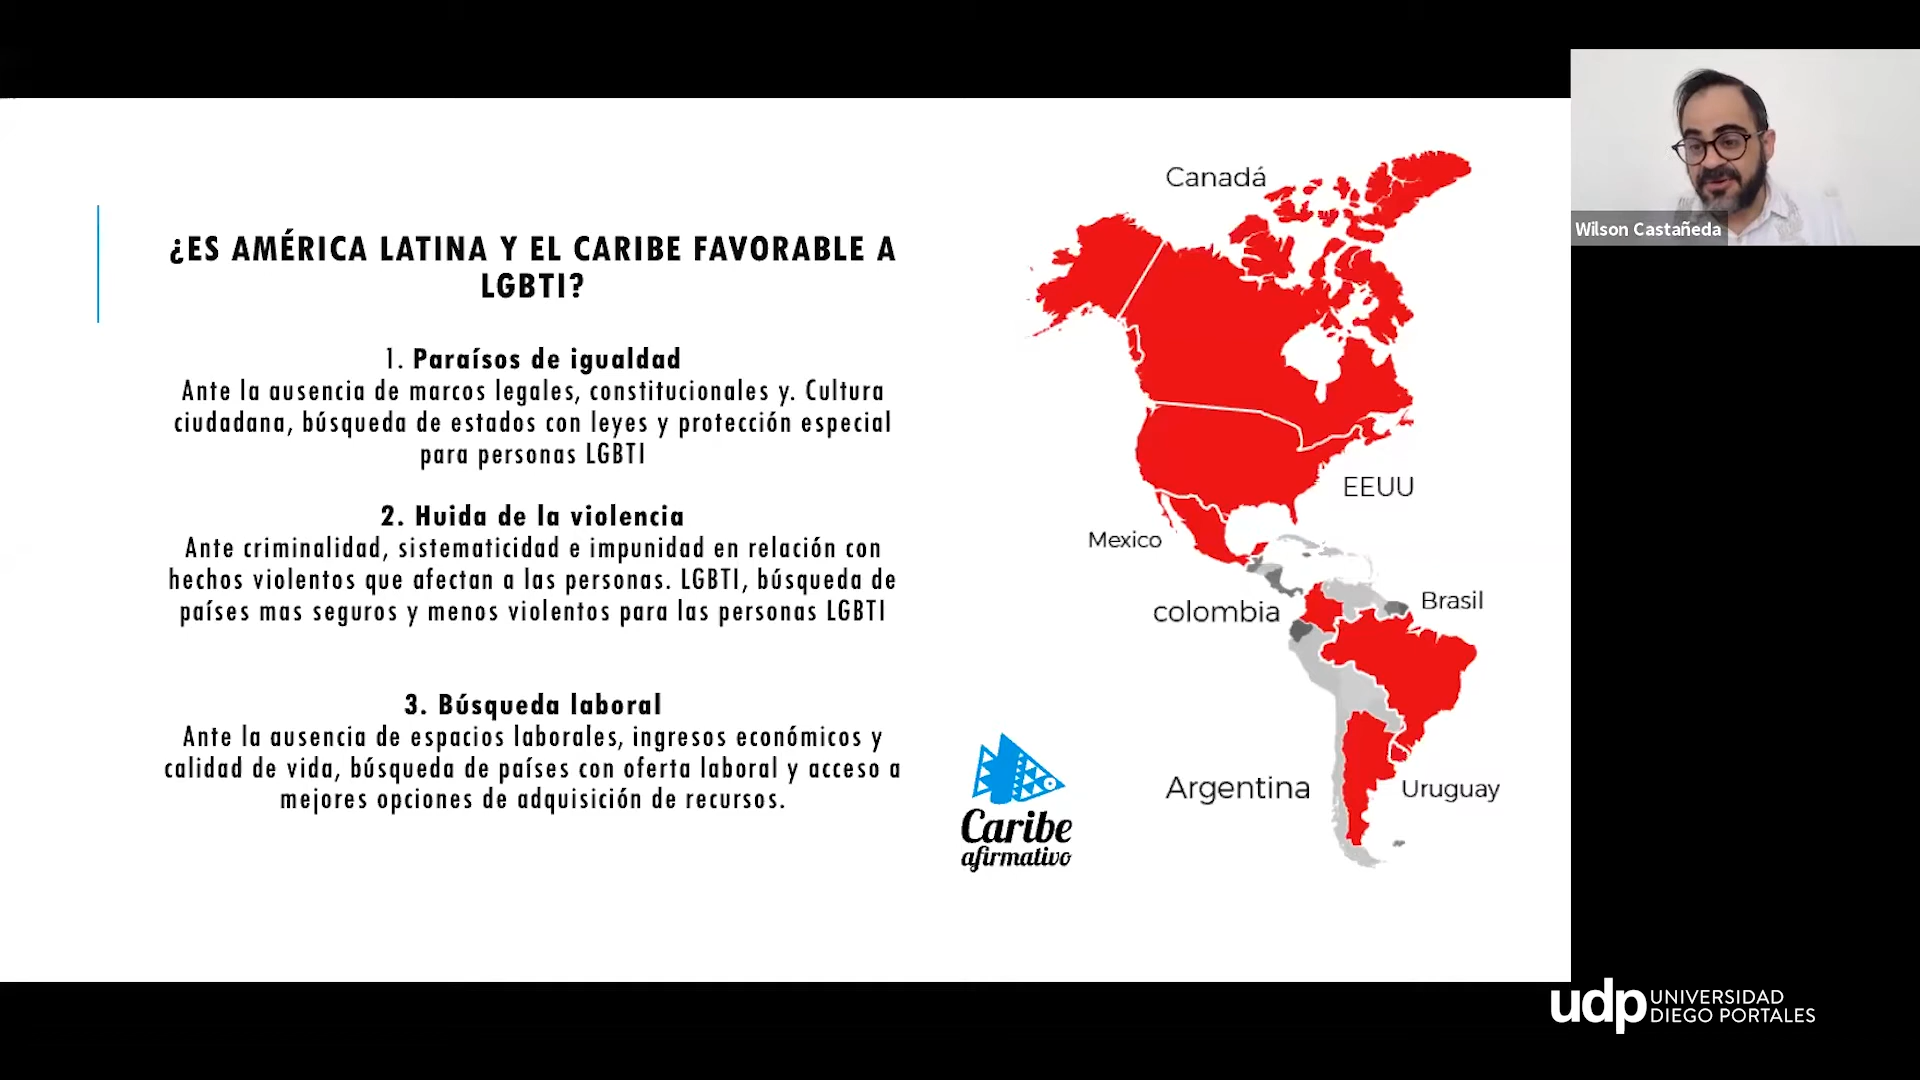 ¿ES AMÉRICA LATINA Y EL CARIBE FAVORABLE A
LGBTI?
1. Paraísos de igualdad
Ante la ausencia de marcos legales, constitucionales y. Cultura
ciudadana, búsqueda de estados con leyes y protección especial
para personas LGBTI
2. Huida de la violencia
Ante criminalidad, sistematicidad e impunidad en relación con
hechos violentos que afectan a las personas. LGBTI, búsqueda de
países mas seguros y menos violentos para las personas LGBTI
3. Búsqueda laboral
Ante la ausencia de espacios laborales, ingresos económicos y
calidad de vida, búsqueda de países con oferta laboral y acceso a
mejores opciones de adquisición de recursos.
Caribe
afirmativo
Canadá
EEUU
Mexico
colombia
Brasil
Argentina
Uruguay
Wilson Castañeda
udp UNIVERSIDAD
DIEGO PORTALES